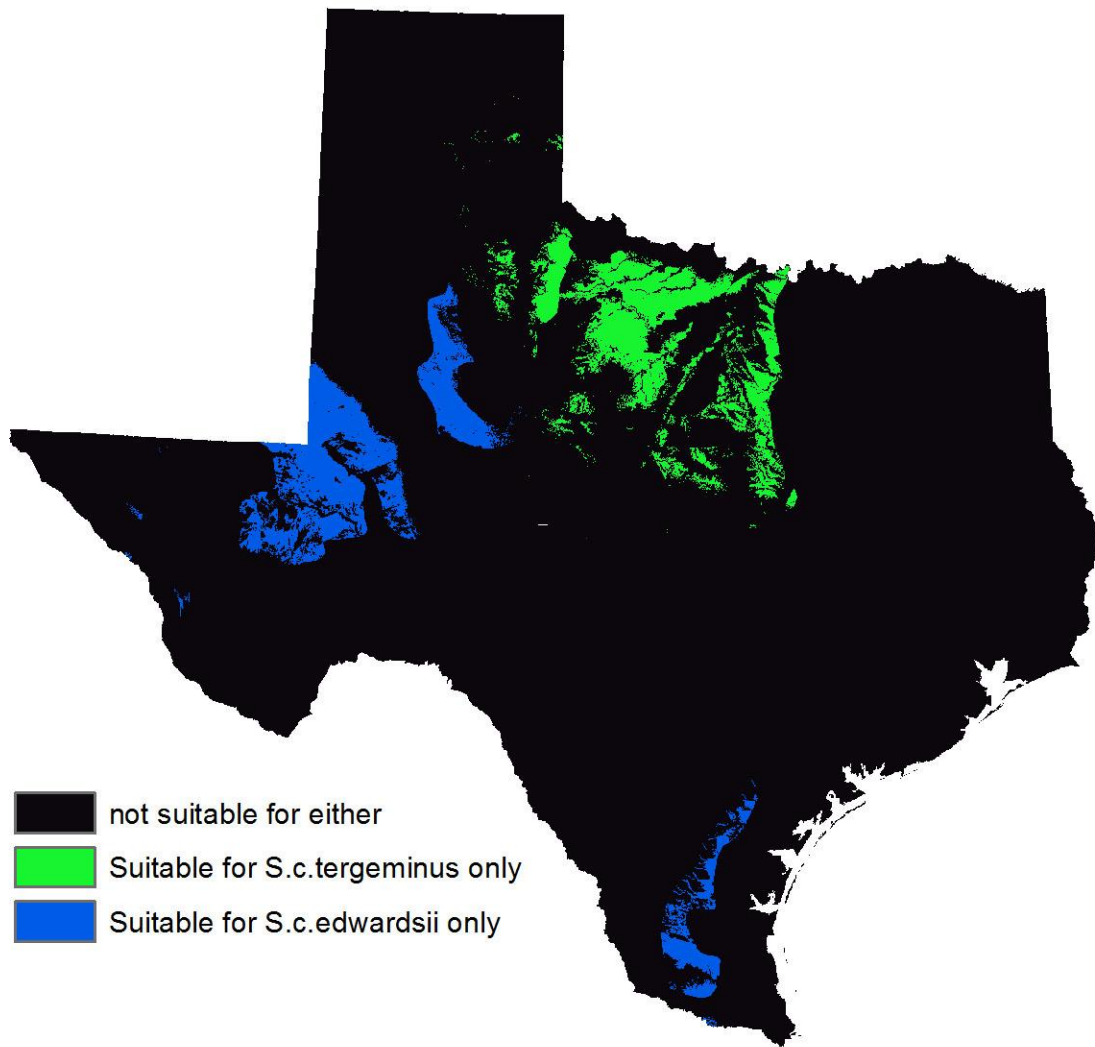 not suitable for either
Suitable for S.c.tergeminus only
Suitable for S.c.edwardsii only